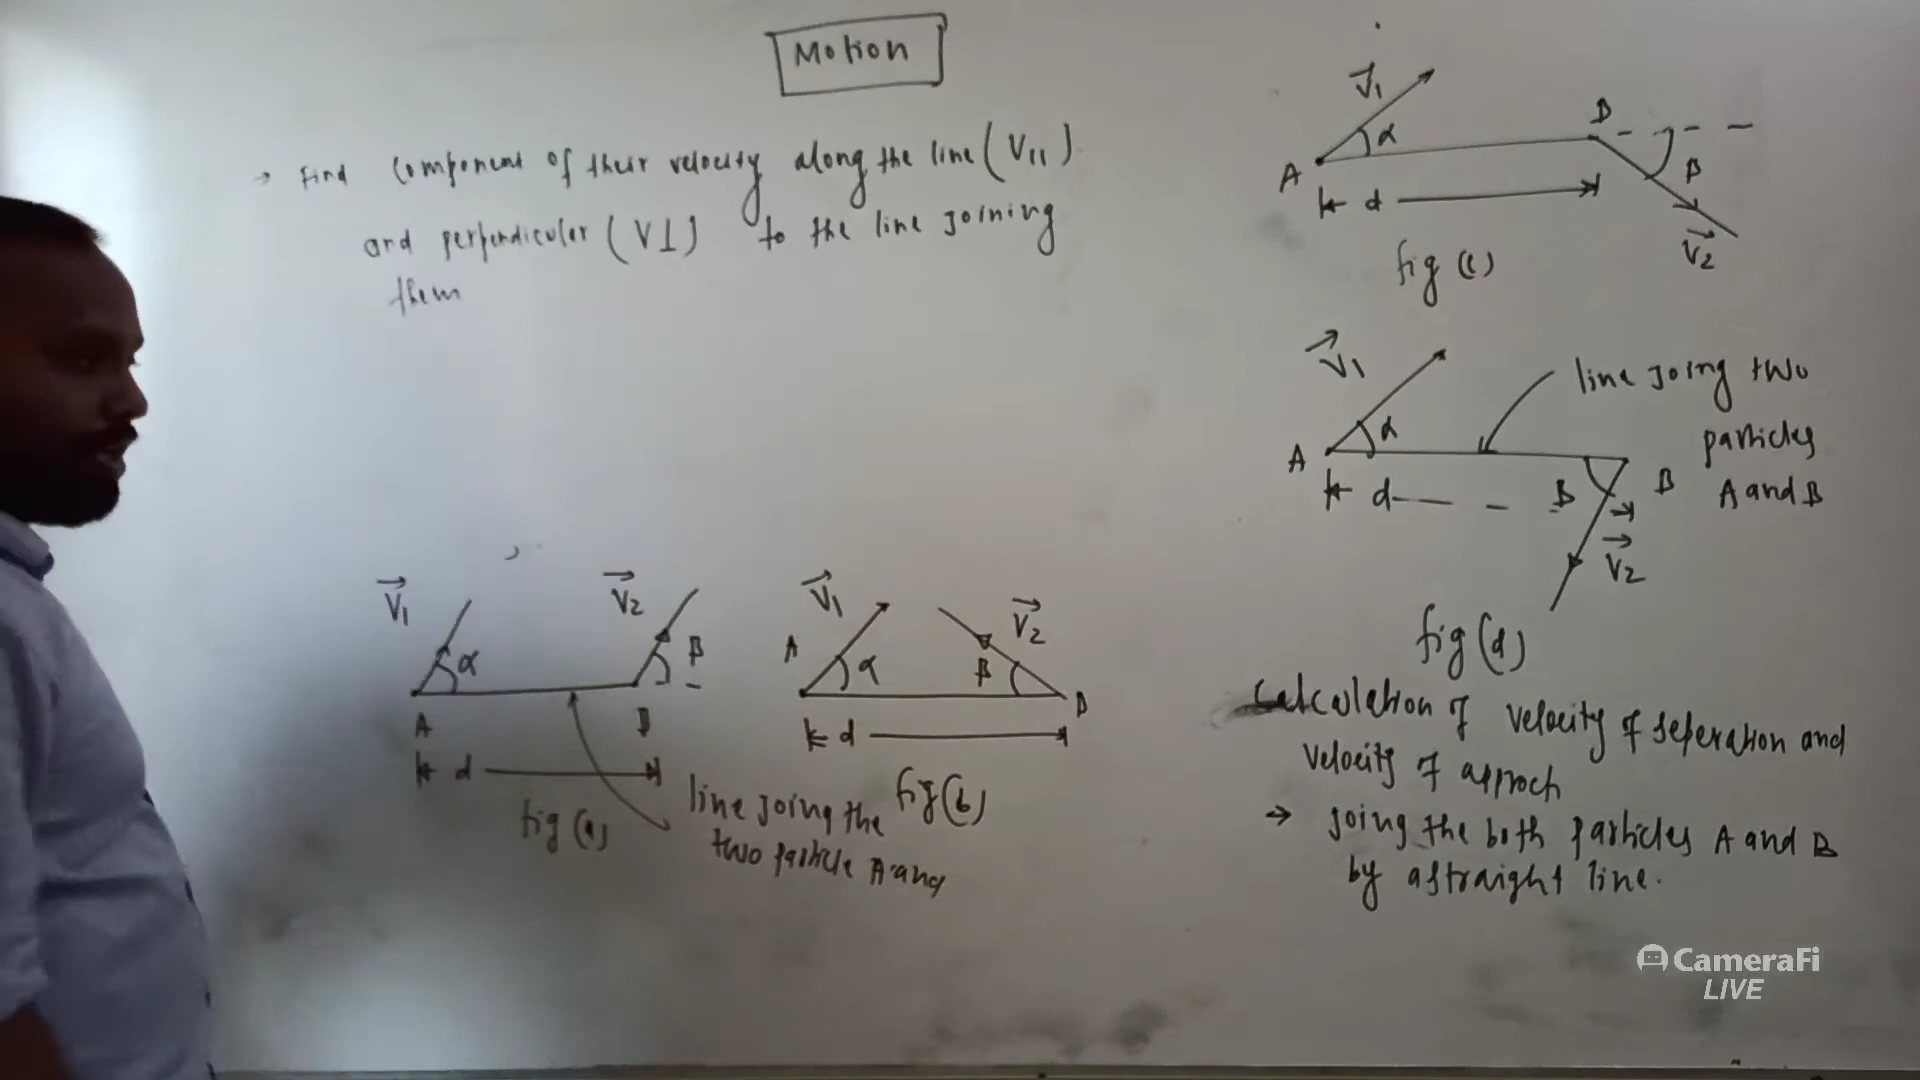 Motion
→ Find component of their velocity along the line (V11)
and perpendicular (V⊥) to the line joining
them
V1
α
A
B
β
d
V2
fig (c)
V1
α
A
line joing two
particles
A and B
d
B
B
V2
fig (d)
V1
α
A
V2
β
B
d
fig (a)
line joing the
two particle A and
V1
A
α
β
V2
B
d
fig (b)
Calculation of velocity of seperation and
velocity of approch
→ joing the both particles A and B
by a straight line.
CameraFi
LIVE